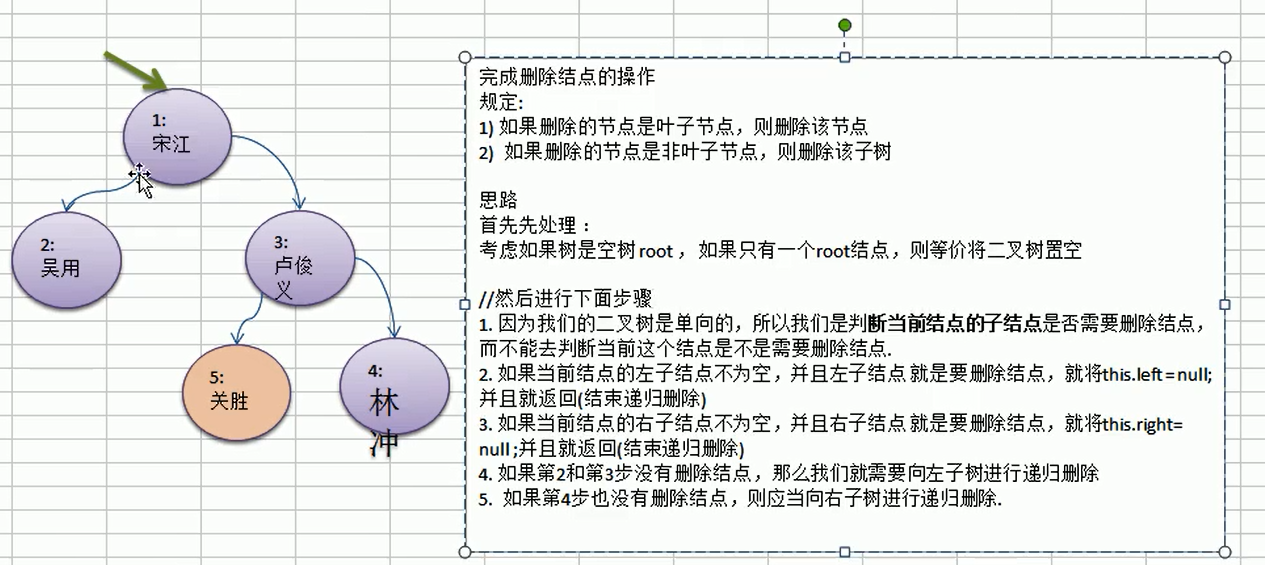 1:
宋江
2:
吴用
3:
卢俊
义
5:
关胜
4:
林
冲
完成删除结点的操作
规定:
1) 如果删除的节点是叶子节点，则删除该节点
2) 如果删除的节点是非叶子节点，则删除该子树
思路
首先先处理：
考虑如果树是空树root，如果只有一个root结点，则等价将二叉树置空
//然后进行下面步骤
1. 因为我们的二叉树是单向的，所以我们是判断当前结点的子结点是否需要删除结点，
而不能去判断当前这个结点是不是需要删除结点.
2. 如果当前结点的左子结点不为空，并且左子结点 就是要删除结点，就将this.left=null;
并且就返回(结束递归删除)
3. 如果当前结点的右子结点不为空，并且右子结点 就是要删除结点，就将this.right=
null ;并且就返回(结束递归删除)
4. 如果第2和第3步没有删除结点，那么我们就需要向左子树进行递归删除
5. 如果第4步也没有删除结点，则应当向右子树进行递归删除.